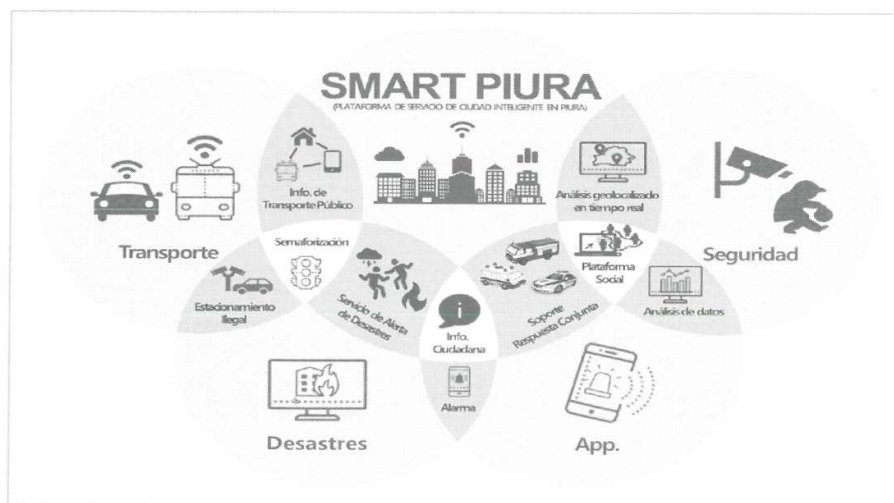 SMART PIURA
(PLATAFORMA DE SERVICIO DE CIUDAD INTELIGENTE EN PIURA)
Info. de
Transporte Público
Análisis geolocalizado
en tiempo real
Transporte
Semaforización
Plataforma
Social
Seguridad
Estacionamiento
Illegal
Servicio de Alerta
de Desastres
i
Info.
Ciudadana
Soporte
Respuesta Conjunta
Análisis de datos
Alarma
Desastres
App.